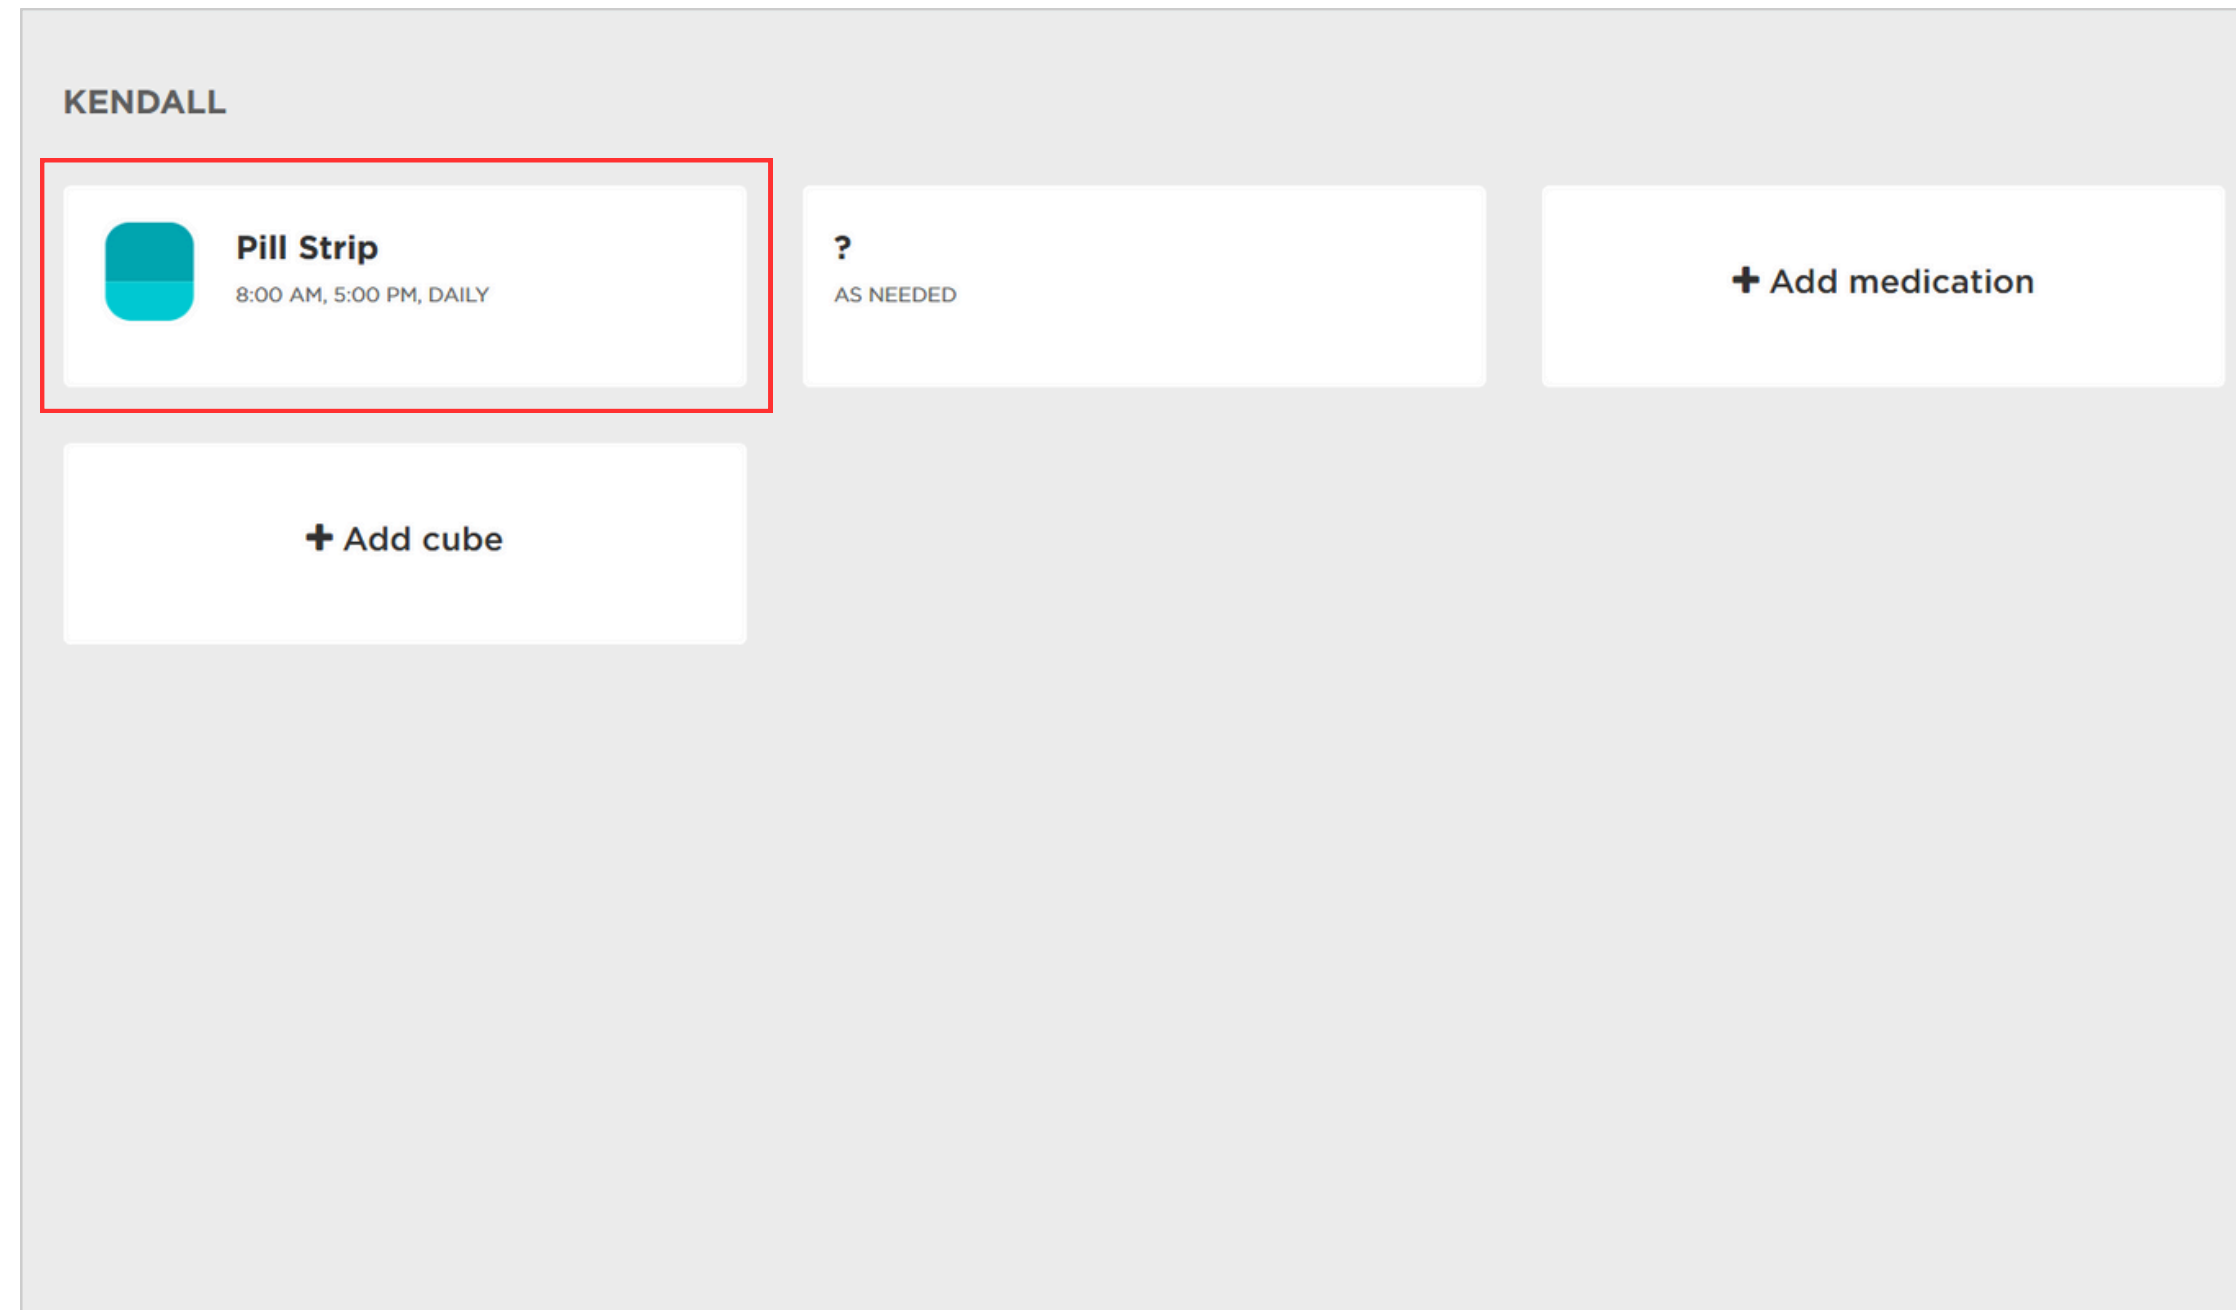 KENDALL
Pill Strip
8:00 AM, 5:00 PM, DAILY
?
AS NEEDED
+ Add medication
+ Add cube